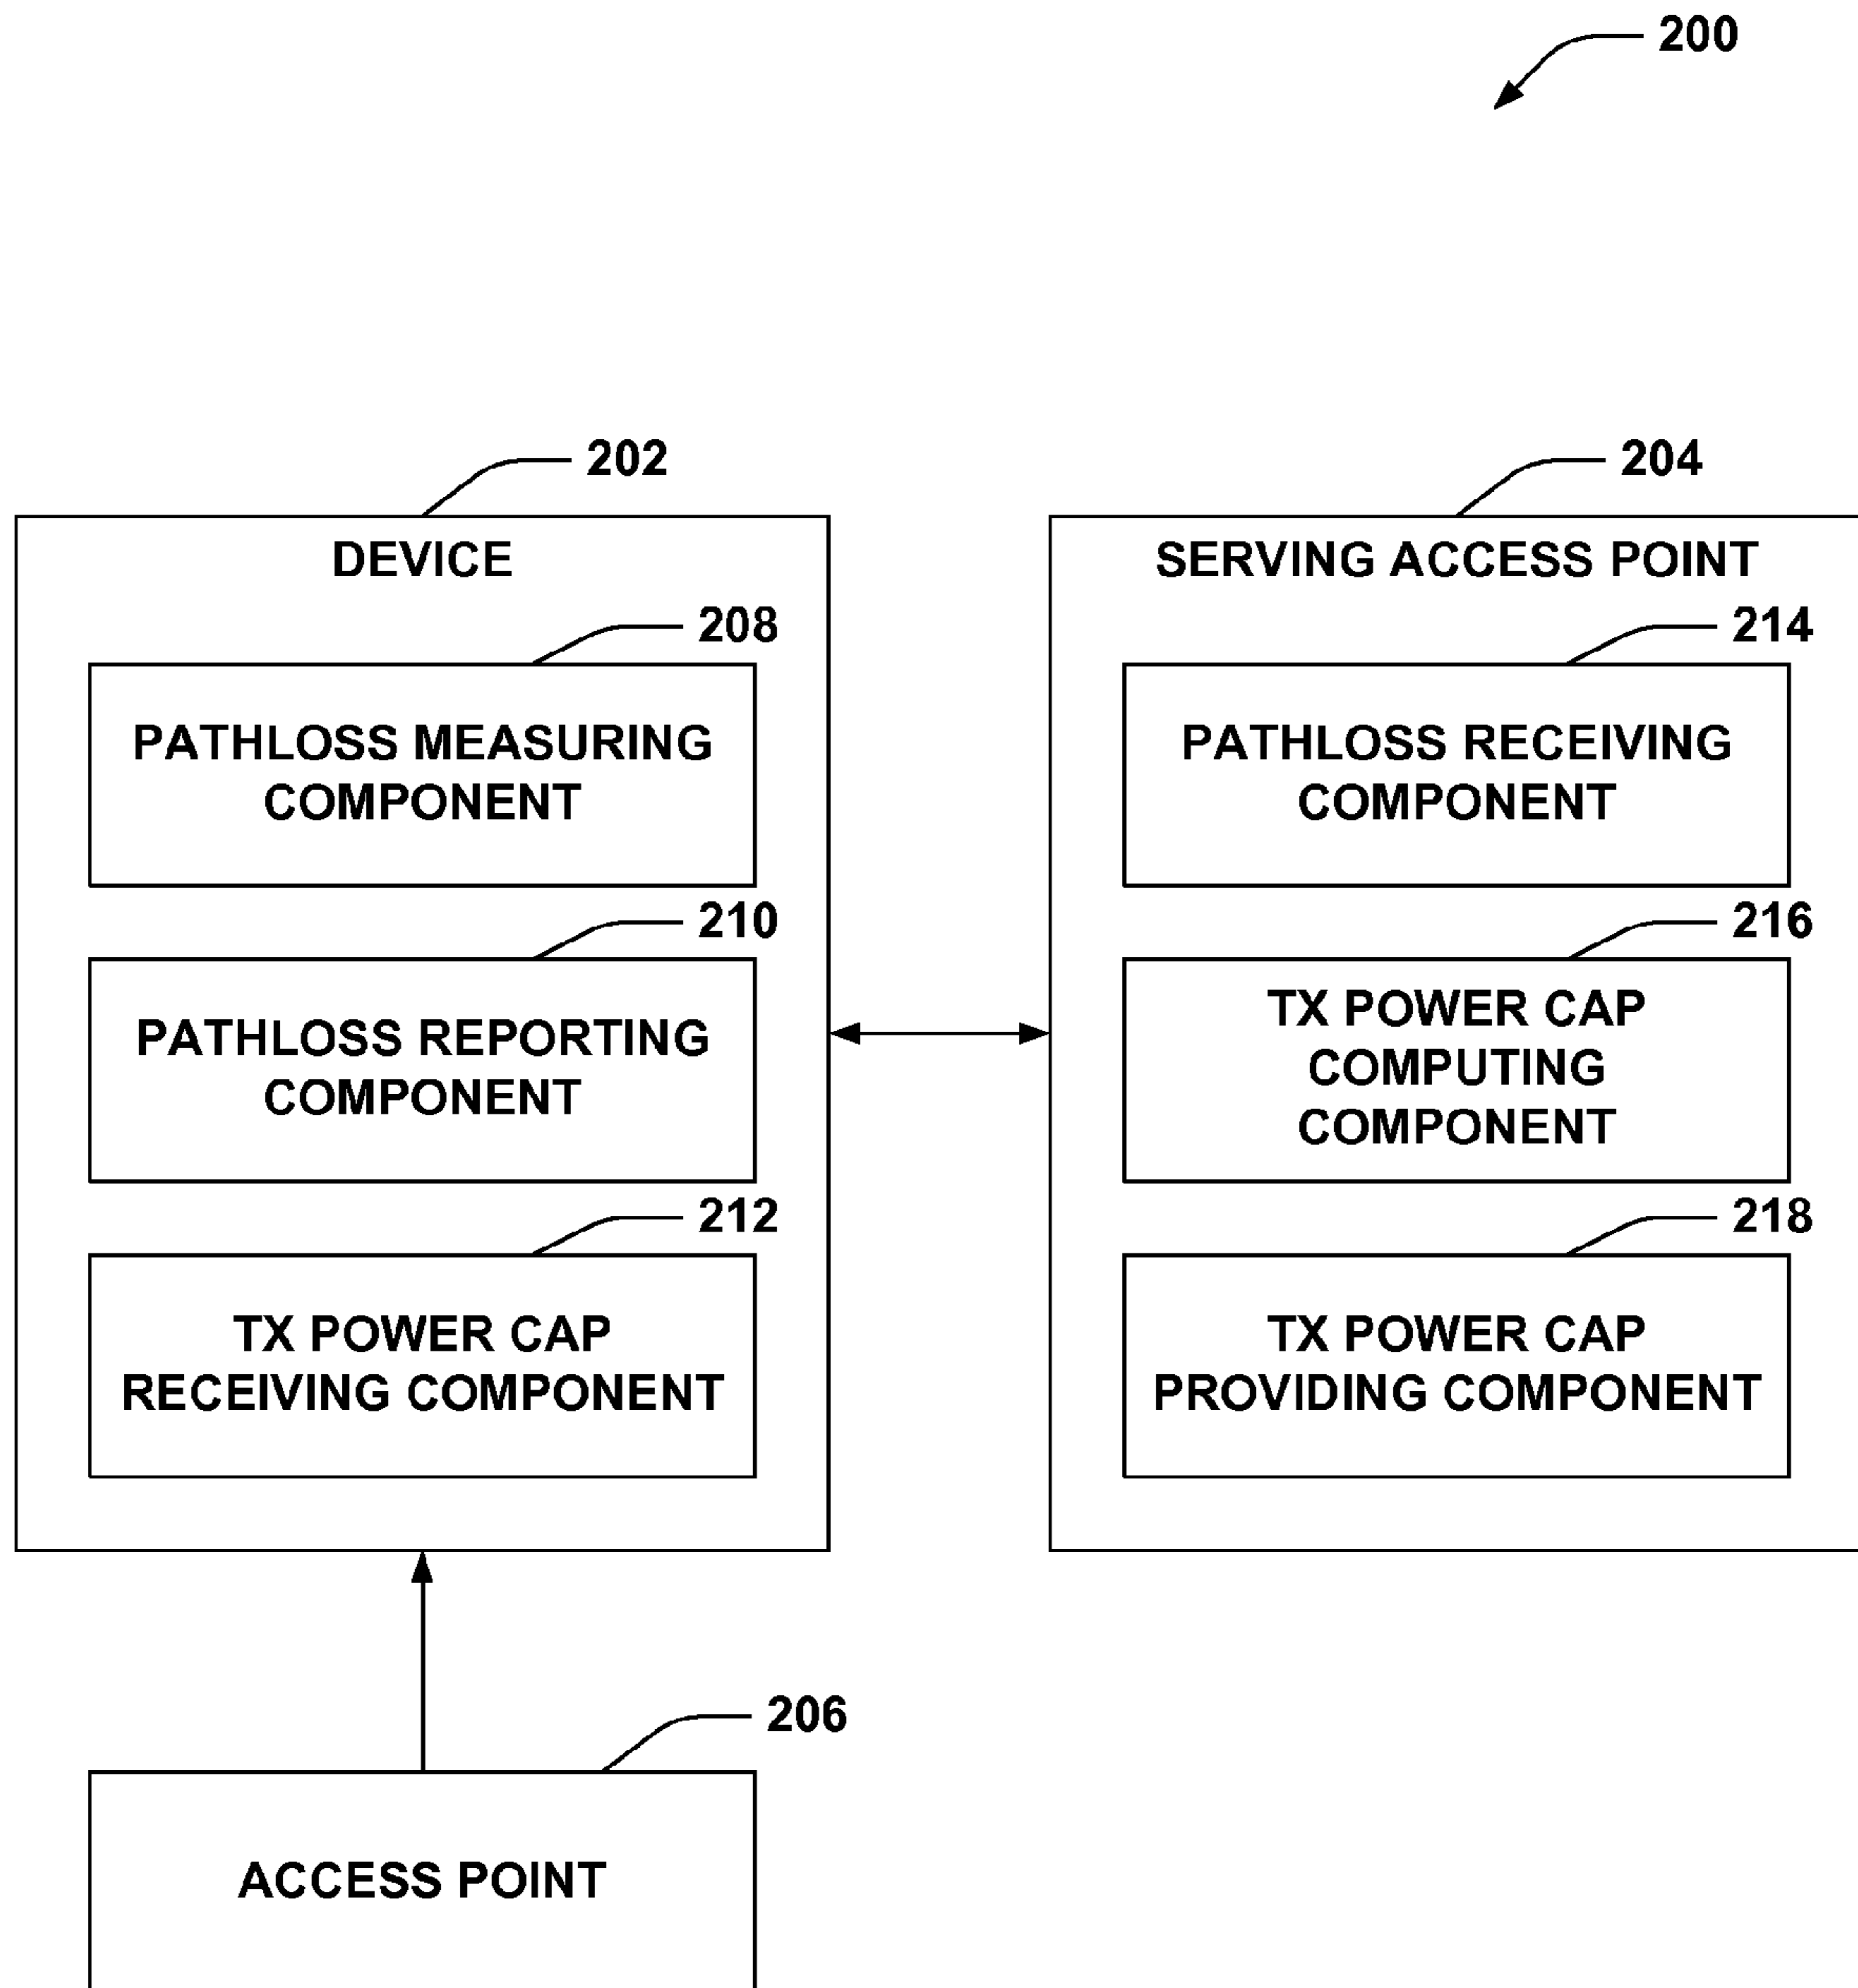 200
202
DEVICE
208
PATHLOSS MEASURING
COMPONENT
210
PATHLOSS REPORTING
COMPONENT
212
TX POWER CAP
RECEIVING COMPONENT
204
SERVING ACCESS POINT
214
PATHLOSS RECEIVING
COMPONENT
216
TX POWER CAP
COMPUTING
COMPONENT
218
TX POWER CAP
PROVIDING COMPONENT
206
ACCESS POINT